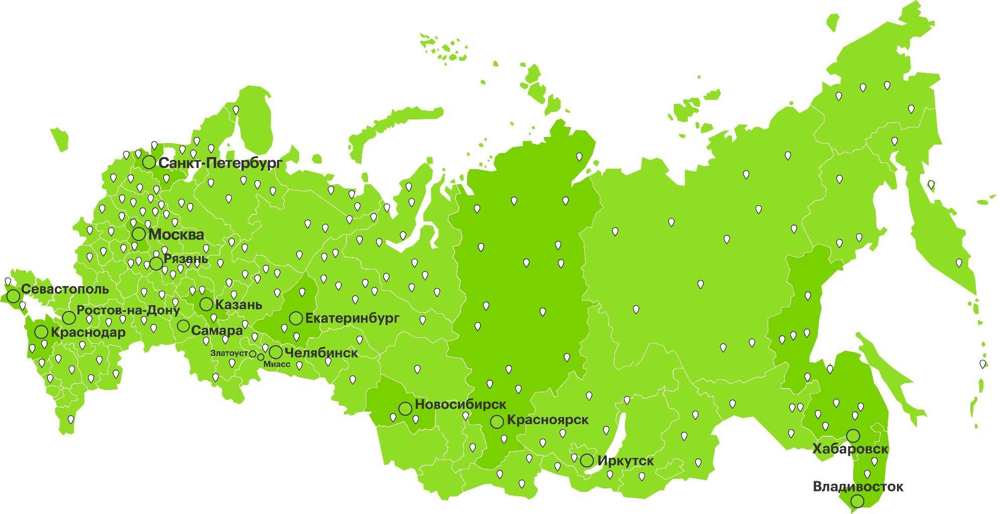 Санкт-Петербург
Москва
Рязань
Севастополь
Ростов-на-Дону
Казань
Екатеринбург
Краснодар
Самара
Златоуст
Челябинск
Миасс
Новосибирск
Красноярск
Хабаровск
Иркутск
Владивосток